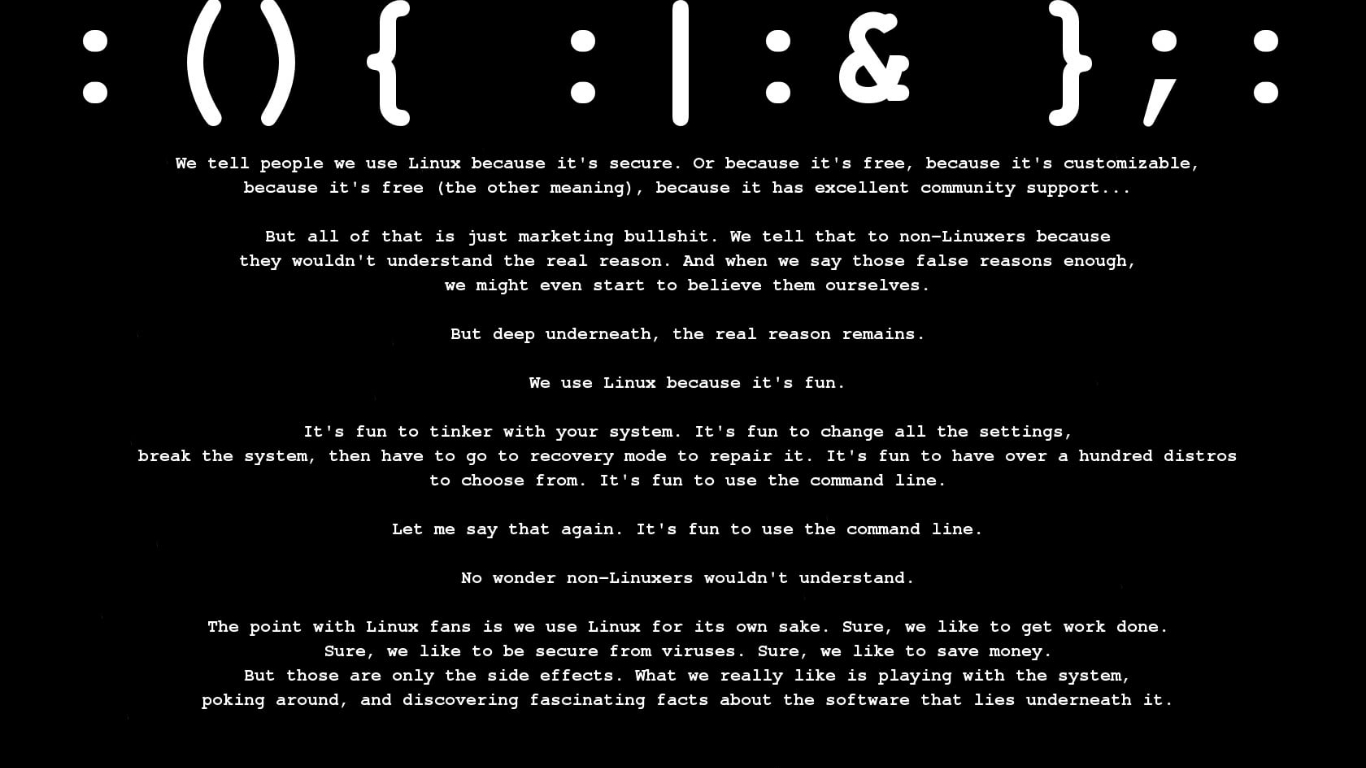 :(){ :|:& };:
We tell people we use Linux because it's secure. Or because it's free, because it's customizable,
because it's free (the other meaning), because it has excellent community support...
But all of that is just marketing bullshit. We tell that to non-Linuxers because
they wouldn't understand the real reason. And when we say those false reasons enough,
we might even start to believe them ourselves.
But deep underneath, the real reason remains.
We use Linux because it's fun.
It's fun to tinker with your system. It's fun to change all the settings,
break the system, then have to go to recovery mode to repair it. It's fun to have over a hundred distros
to choose from. It's fun to use the command line.
Let me say that again. It's fun to use the command line.
No wonder non-Linuxers wouldn't understand.
The point with Linux fans is we use Linux for its own sake. Sure, we like to get work done.
Sure, we like to be secure from viruses. Sure, we like to save money.
But those are only the side effects. What we really like is playing with the system,
poking around, and discovering fascinating facts about the software that lies underneath it.